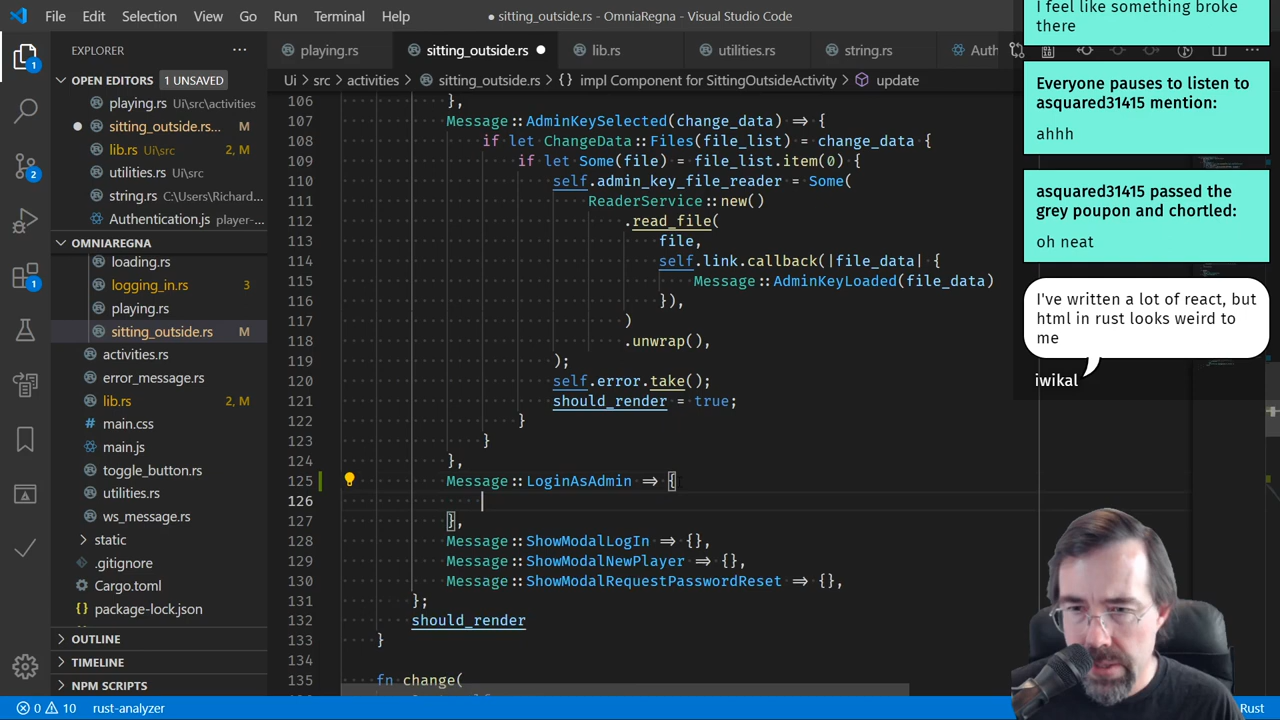 File Edit Selection View Go Run Terminal Help
● sitting_outside.rs - OmniaRegna - Visual Studio Code
EXPLORER
playing.rs sitting_outside.rs lib.rs utilities.rs string.rs Auth
OPEN EDITORS 1 UNSAVED
Ui > src > activities > sitting_outside.rs > {} impl Component for SittingOutsideActivity > update
playing.rs Ui\src\activities
sitting_outside.rs... M
lib.rs Ui\src 2, M
utilities.rs Ui\src
string.rs C:\Users\Richard...
Authentication.js player-...
OMNIAREGNA
loading.rs
logging_in.rs 3
playing.rs
sitting_outside.rs M
activities.rs
error_message.rs
lib.rs 2, M
main.css
main.js
toggle_button.rs
utilities.rs
ws_message.rs
static
.gitignore
Cargo.toml
package-lock.json
OUTLINE
TIMELINE
NPM SCRIPTS
1
2
1
106 },
107 Message::AdminKeySelected(change_data) => {
108 if let ChangeData::Files(file_list) = change_data {
109 if let Some(file) = file_list.item(0) {
110 self.admin_key_file_reader = Some(
111 ReaderService::new()
112 .read_file(
113 file,
114 self.link.callback(|file_data| {
115 Message::AdminKeyLoaded(file_data)
116 }),
117 )
118 .unwrap(),
119 );
120 self.error.take();
121 should_render = true;
122 }
123 }
124 },
125 Message::LoginAsAdmin => {
126
127 },
128 Message::ShowModalLogIn => {},
129 Message::ShowModalNewPlayer => {},
130 Message::ShowModalRequestPasswordReset => {},
131 };
132 should_render
133 }
134
135 fn change(
I feel like something broke
there
Everyone pauses to listen to
asquared31415 mention:
ahhh
asquared31415 passed the
grey poupon and chortled:
oh neat
I've written a lot of react, but
html in rust looks weird to
me
iwikal
0 10 rust-analyzer
Rust